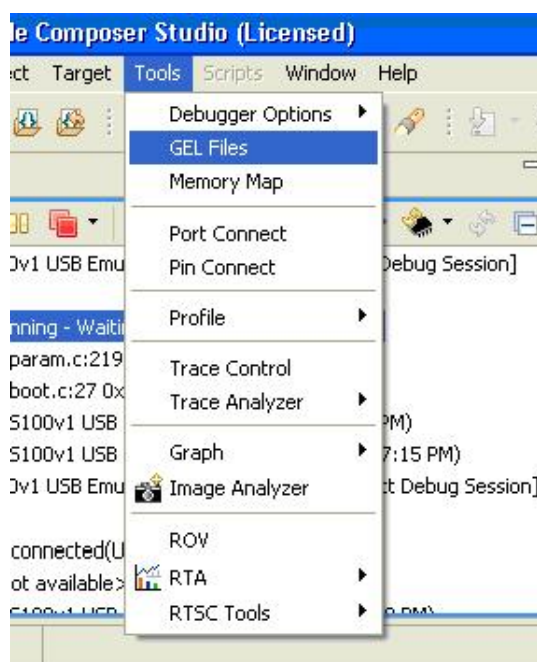 le Composer Studio (Licensed)
ect Target Tools Scripts Window Help
Debugger Options
GEL Files
Memory Map
Port Connect
0v1 USB Emu Pin Connect Debug Session]
nning - Waiti Profile
param.c:219 Trace Control
boot.c:27 0x Trace Analyzer
S100v1 USB PM)
S100v1 USB Graph 7:15 PM)
0v1 USB Emu Image Analyzer ct Debug Session]
connected(U ROV
ot available> RTA
RTSC Tools